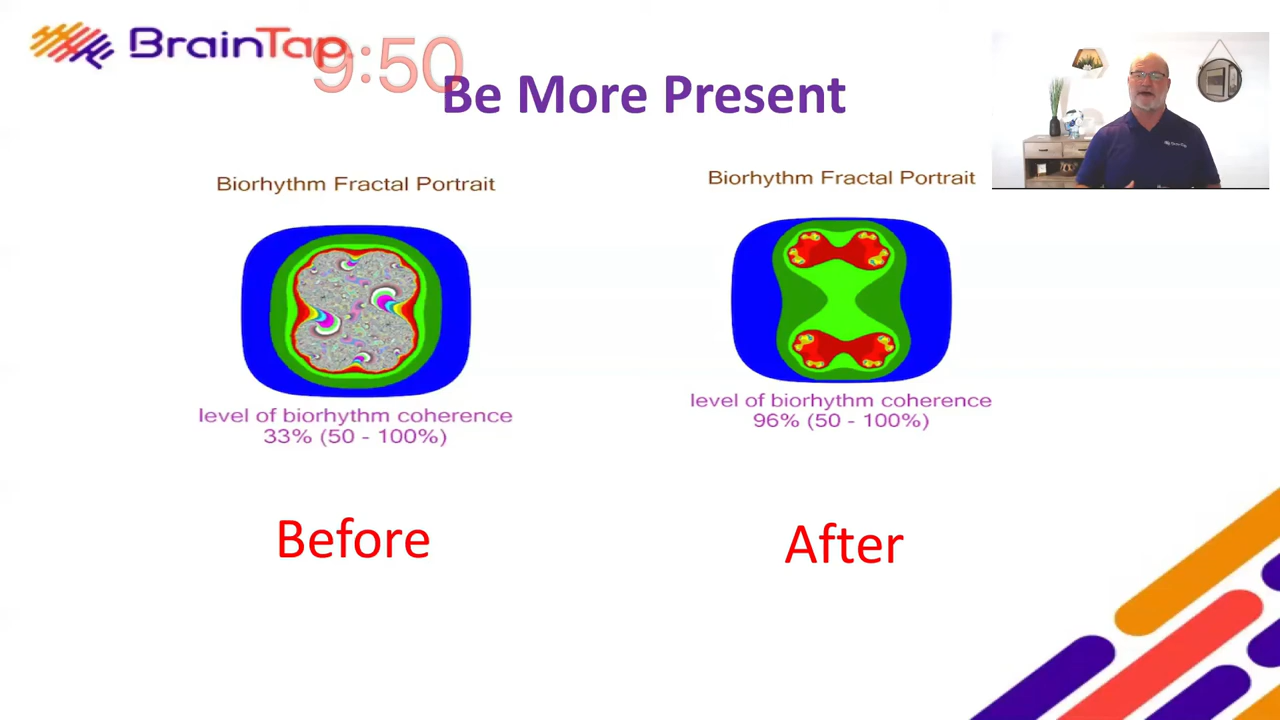 BrainTap
9:50
Be More Present
Biorhythm Fractal Portrait
level of biorhythm coherence
33% (50 - 100%)
Before
Biorhythm Fractal Portrait
level of biorhythm coherence
96% (50 - 100%)
After
BrainTap